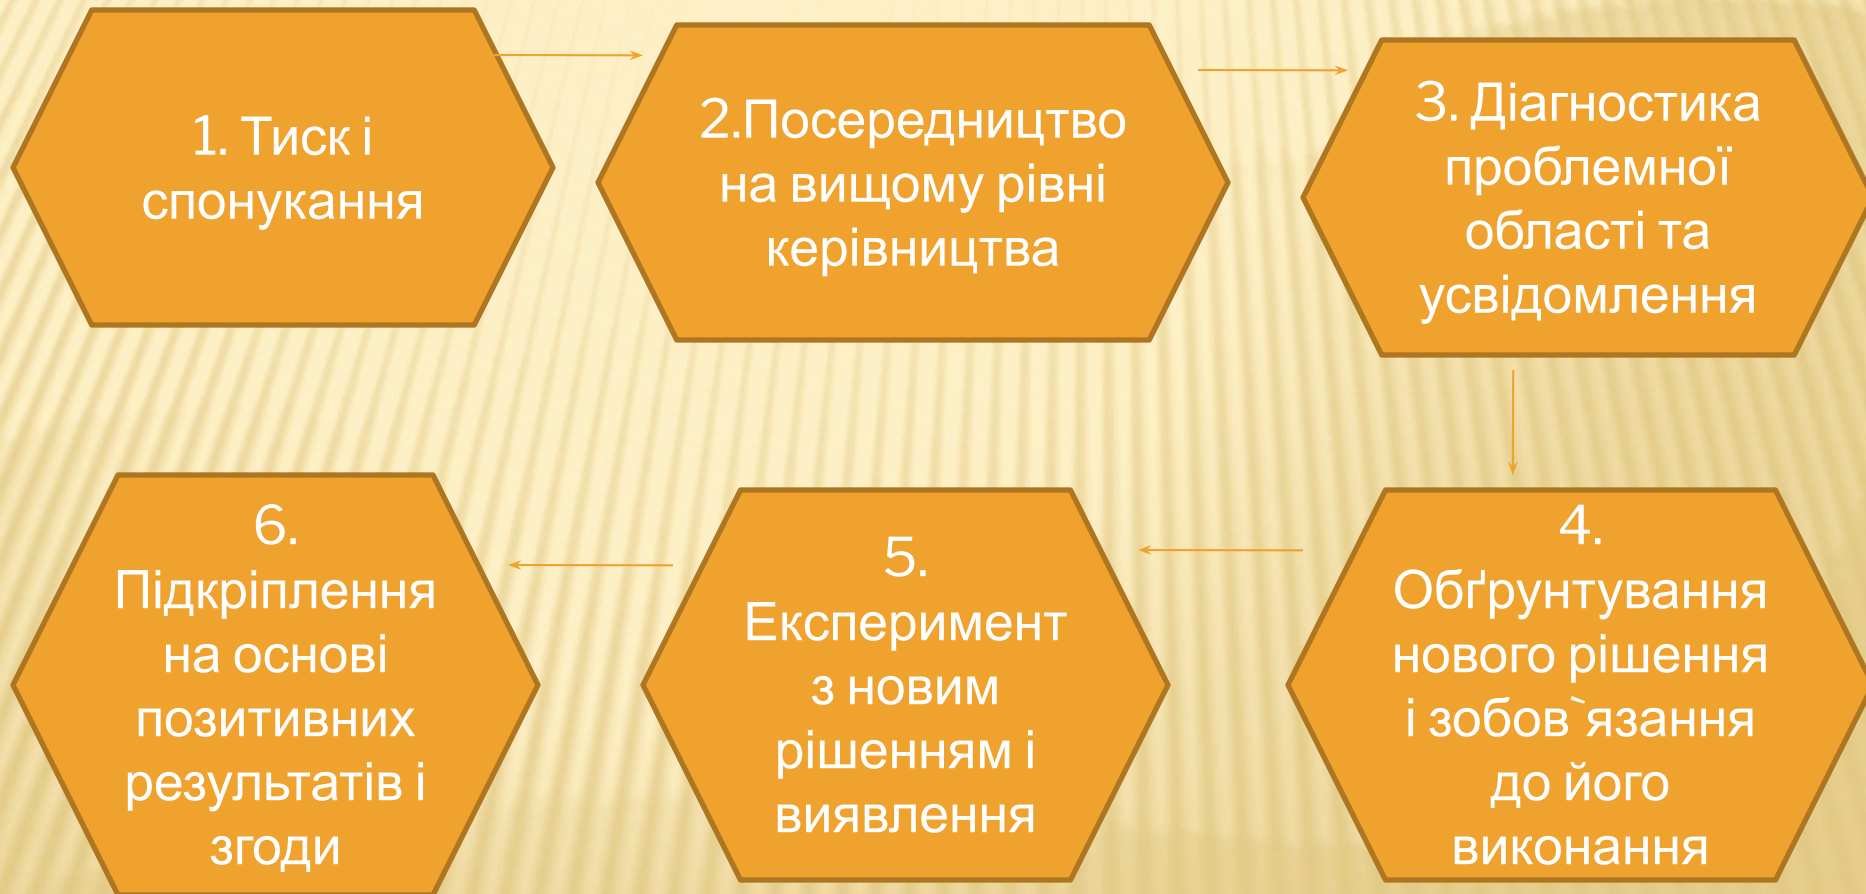 1. Тиск і
спонукання
2.Посередництво
на вищому рівні
керівництва
3. Діагностика
проблемної
області та
усвідомлення
4.
Обґрунтування
нового рішення
і зобов`язання
до його
виконання
5.
Експеримент
з новим
рішенням і
виявлення
6.
Підкріплення
на основі
позитивних
результатів і
згоди